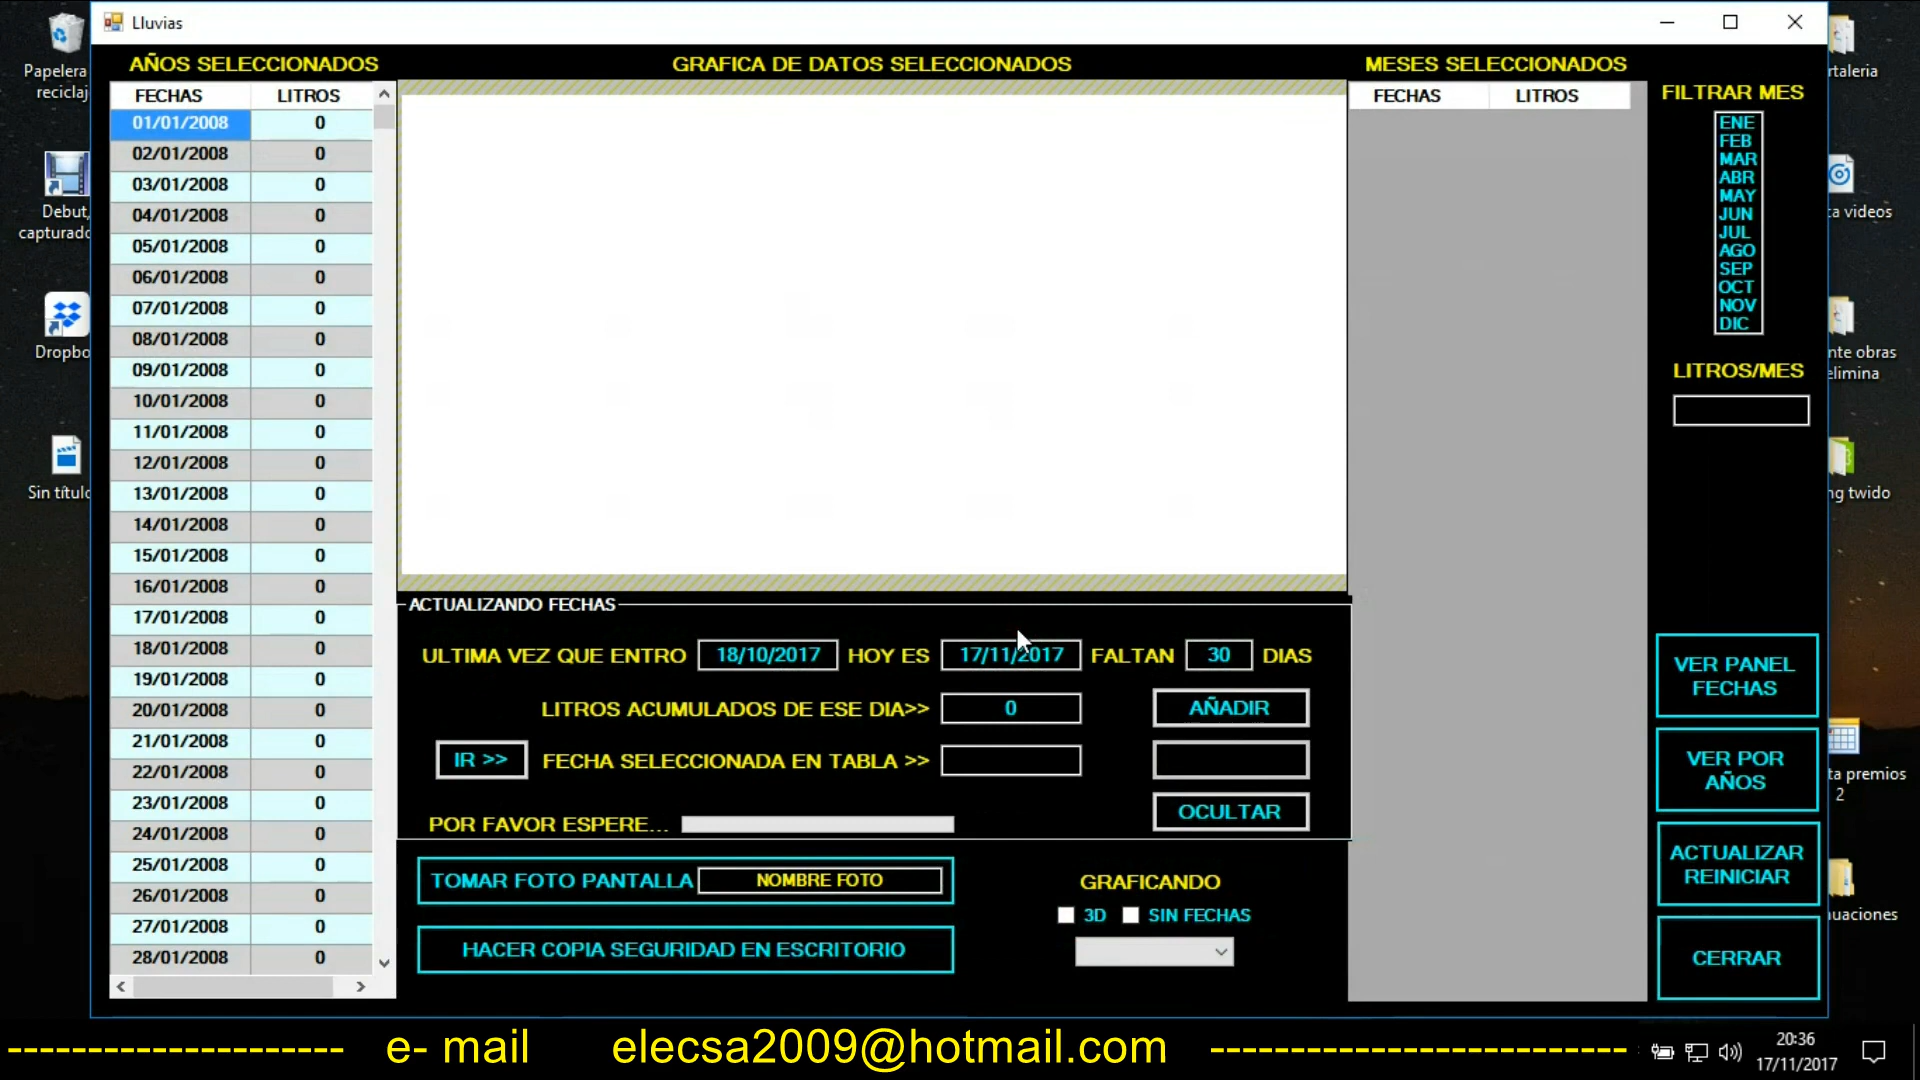 Lluvias
Papelera
reciclaj
Debut,
capturado
Dropbo
Sin título
AÑOS SELECCIONADOS
FECHAS LITROS
01/01/2008 0
02/01/2008 0
03/01/2008 0
04/01/2008 0
05/01/2008 0
06/01/2008 0
07/01/2008 0
08/01/2008 0
09/01/2008 0
10/01/2008 0
11/01/2008 0
12/01/2008 0
13/01/2008 0
14/01/2008 0
15/01/2008 0
16/01/2008 0
17/01/2008 0
18/01/2008 0
19/01/2008 0
20/01/2008 0
21/01/2008 0
22/01/2008 0
23/01/2008 0
24/01/2008 0
25/01/2008 0
26/01/2008 0
27/01/2008 0
28/01/2008 0
GRAFICA DE DATOS SELECCIONADOS
ACTUALIZANDO FECHAS
ULTIMA VEZ QUE ENTRO 18/10/2017 HOY ES 17/11/2017 FALTAN 30 DIAS
LITROS ACUMULADOS DE ESE DIA>> 0 AÑADIR
IR >> FECHA SELECCIONADA EN TABLA >>
OCULTAR
POR FAVOR ESPERE...
TOMAR FOTO PANTALLA NOMBRE FOTO
HACER COPIA SEGURIDAD EN ESCRITORIO
GRAFICANDO
3D SIN FECHAS
MESES SELECCIONADOS
FECHAS LITROS
FILTRAR MES
ENE
FEB
MAR
ABR
MAY
JUN
JUL
AGO
SEP
OCT
NOV
DIC
LITROS/MES
VER PANEL
FECHAS
VER POR
AÑOS
ACTUALIZAR
REINICIAR
CERRAR
rtaleria
ta videos
nte obras
elimina
ng twido
ta premios
2
uaciones
--------------------- e- mail elecsa2009@hotmail.com --------------------------
20:36
17/11/2017